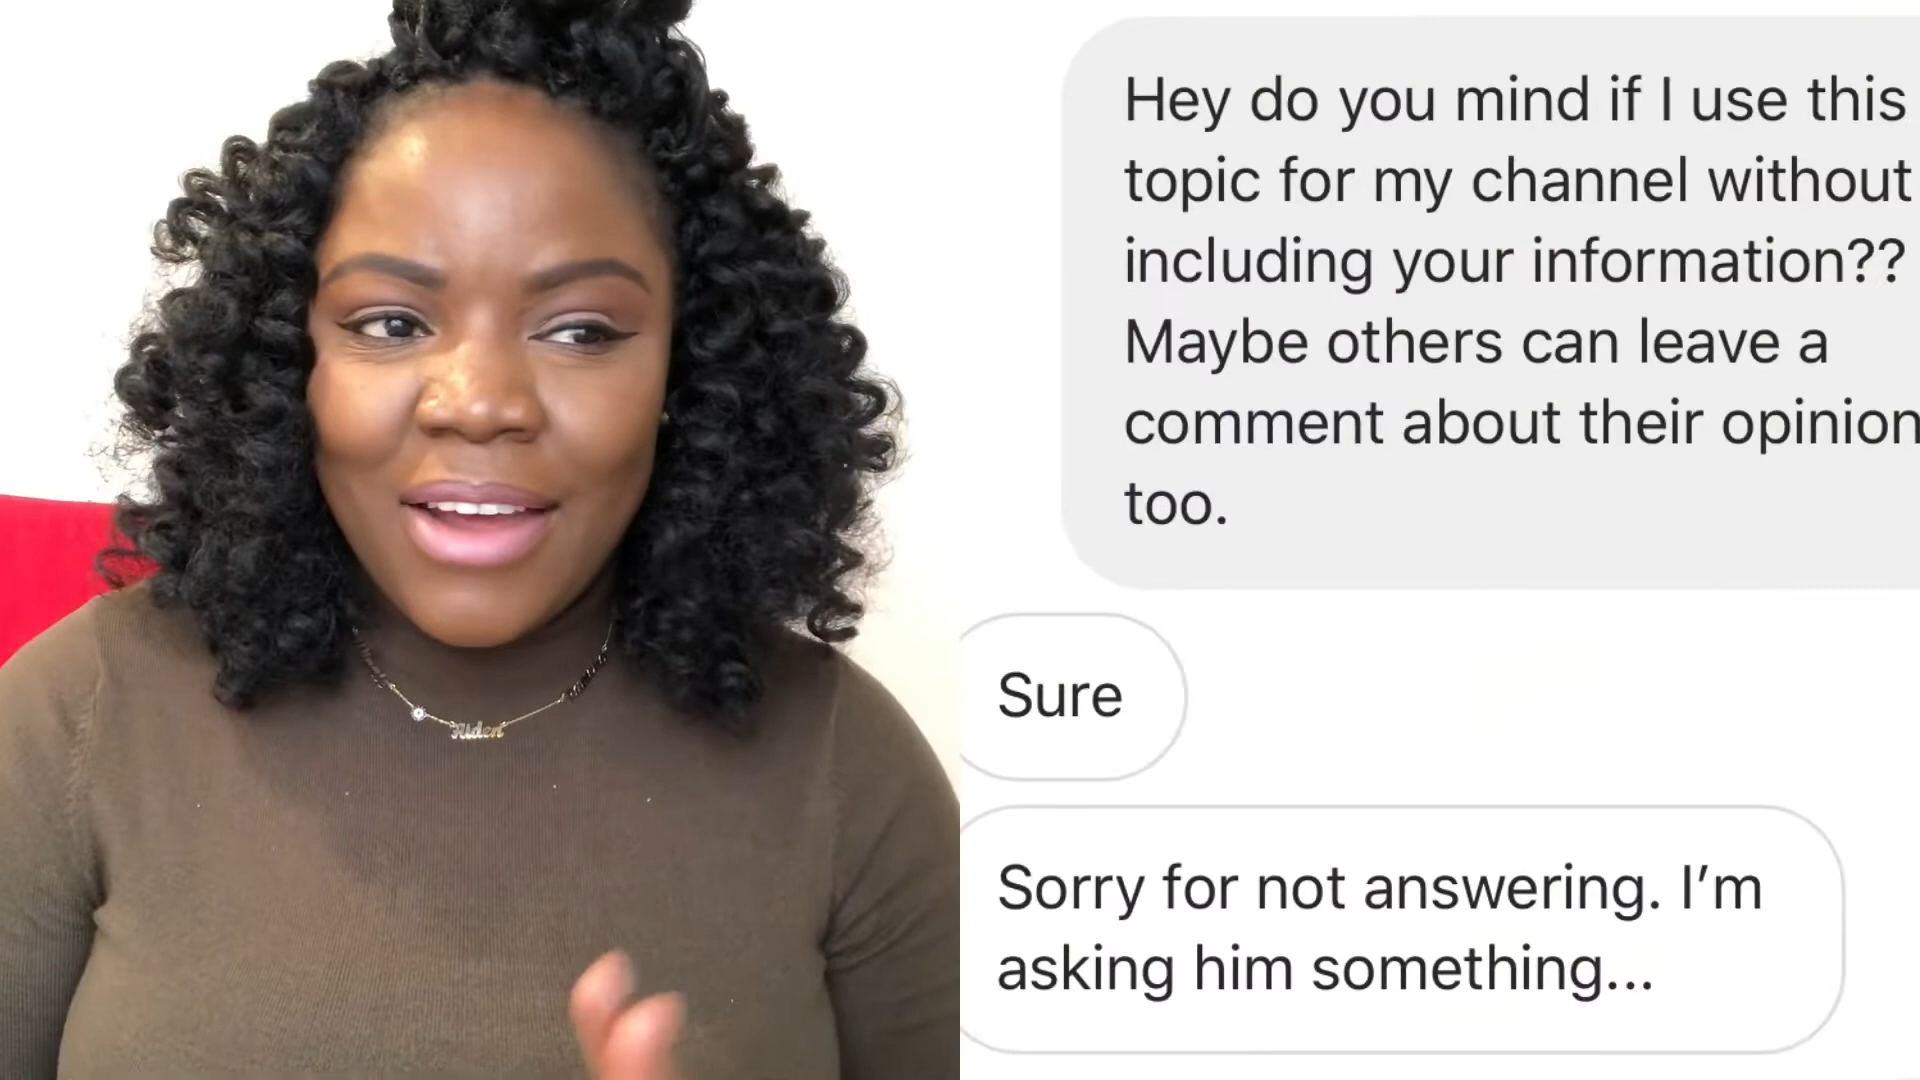 Hey do you mind if I use this
topic for my channel without
including your information??
Maybe others can leave a
comment about their opinion
too.
Sure
Sorry for not answering. I’m
asking him something...
Aiden